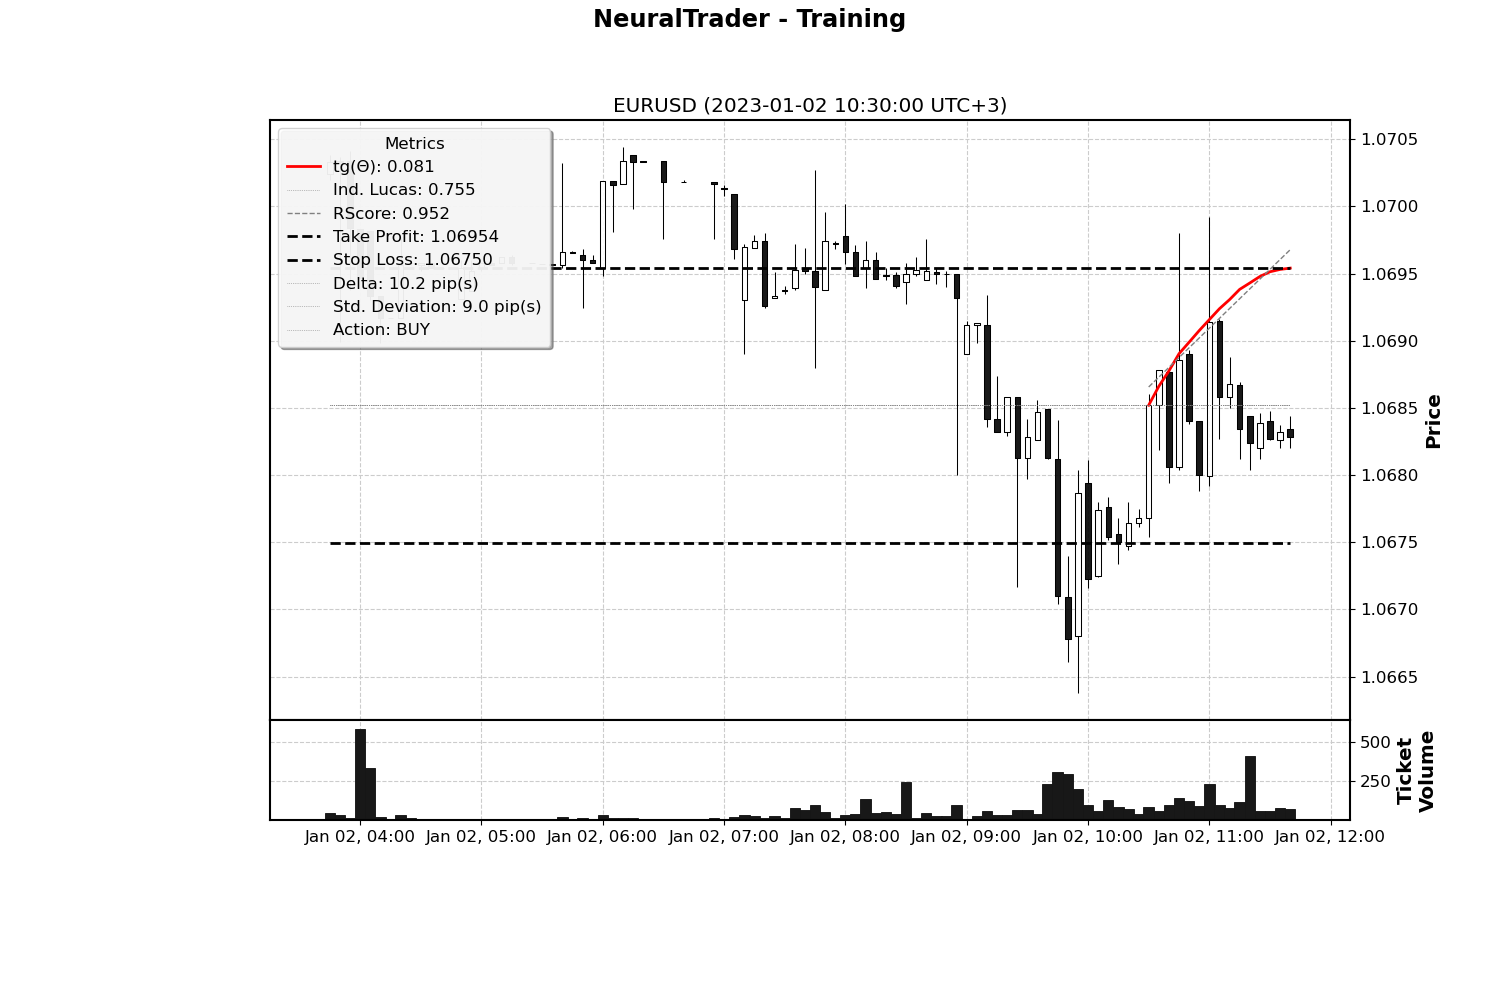 NeuralTrader - Training
EURUSD (2023-01-02 10:30:00 UTC+3)
Metrics
tg(Θ): 0.081
Ind. Lucas: 0.755
RScore: 0.952
Take Profit: 1.06954
Stop Loss: 1.06750
Delta: 10.2 pip(s)
Std. Deviation: 9.0 pip(s)
Action: BUY
1.0705
1.0700
1.0695
1.0690
1.0685
1.0680
1.0675
1.0670
1.0665
Price
500
250
Ticket
Volume
Jan 02, 04:00 Jan 02, 05:00 Jan 02, 06:00 Jan 02, 07:00 Jan 02, 08:00 Jan 02, 09:00 Jan 02, 10:00 Jan 02, 11:00 Jan 02, 12:00